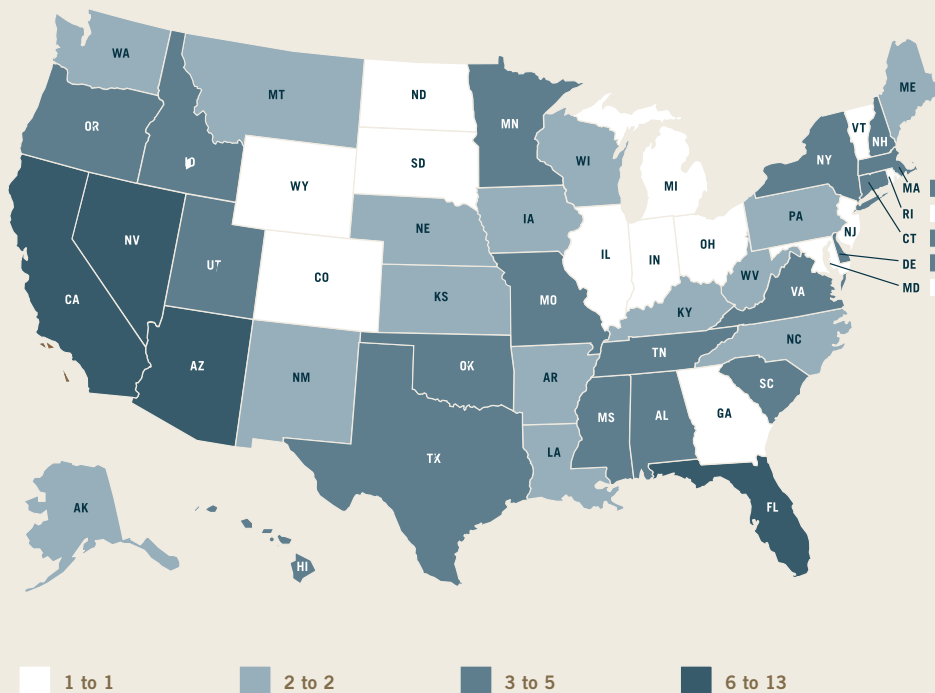 WA
ME
MT
ND
VT
MN
OR
NH
NY
WI
ID
SD
MI
WY
MA
RI
PA
IA
NE
NJ
NV
CT
OH
IL
IN
UT
DE
WV
CO
MD
VA
KS
CA
MO
KY
NC
TN
AZ
OK
NM
AR
SC
GA
MS
AL
LA
TX
FL
AK
HI
1 to 1
2 to 2
3 to 5
6 to 13